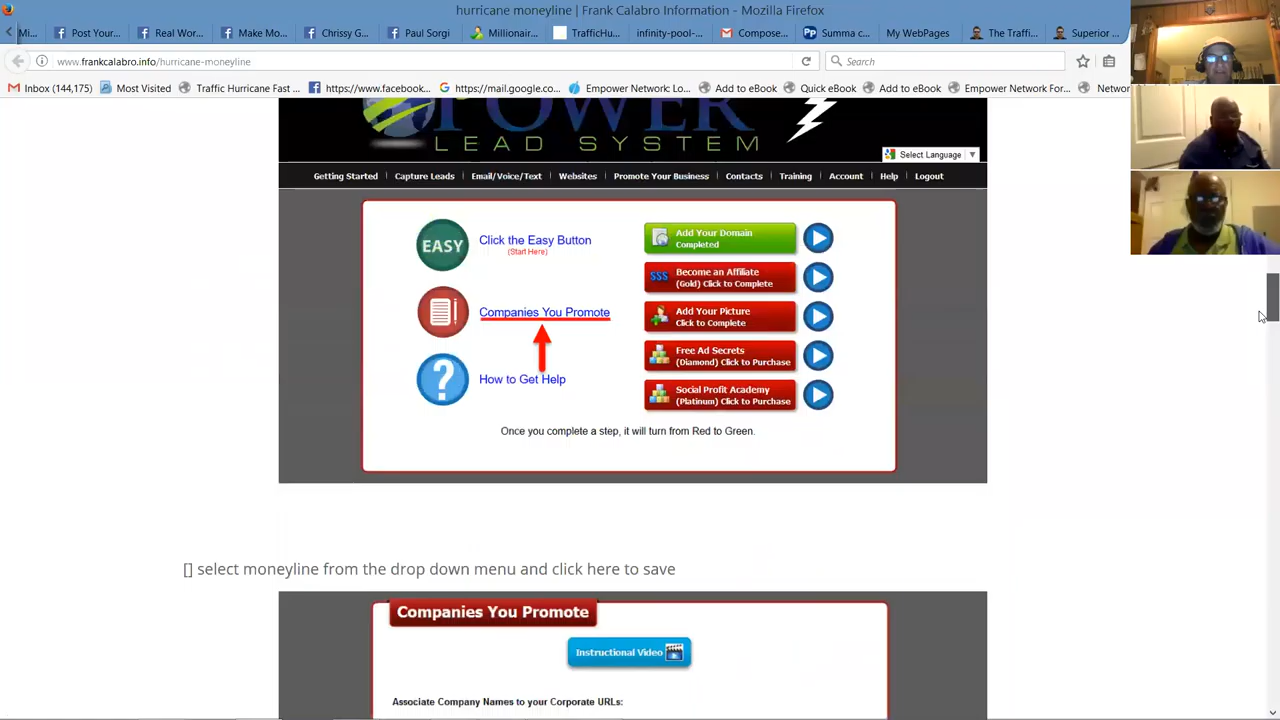 hurricane moneyline | Frank Calabro Information - Mozilla Firefox
Mi...
Post Your...
Real Wor...
Make Mo...
Chrissy G...
Paul Sorgi
Millionair...
TrafficHu...
infinity-pool-...
Compose...
Pp
Summa c...
My WebPages
The Traffi...
Superior ...
www.frankcalabro.info/hurricane-moneyline
Search
Inbox (144,175)
Most Visited
Traffic Hurricane Fast ...
https://www.facebook...
G
https://mail.google.co...
Empower Network: Lo...
Add to eBook
Quick eBook
Add to eBook
Empower Network For...
Network
POWER
LEAD SYSTEM
Select Language
Getting Started
Capture Leads
Email/Voice/Text
Websites
Promote Your Business
Contacts
Training
Account
Help
Logout
EASY
Click the Easy Button
(Start Here)
Companies You Promote
?
How to Get Help
Add Your Domain
Completed
$$$
Become an Affiliate
(Gold) Click to Complete
Add Your Picture
Click to Complete
Free Ad Secrets
(Diamond) Click to Purchase
Social Profit Academy
(Platinum) Click to Purchase
Once you complete a step, it will turn from Red to Green.
[] select moneyline from the drop down menu and click here to save
Companies You Promote
Instructional Video
Associate Company Names to your Corporate URLs: